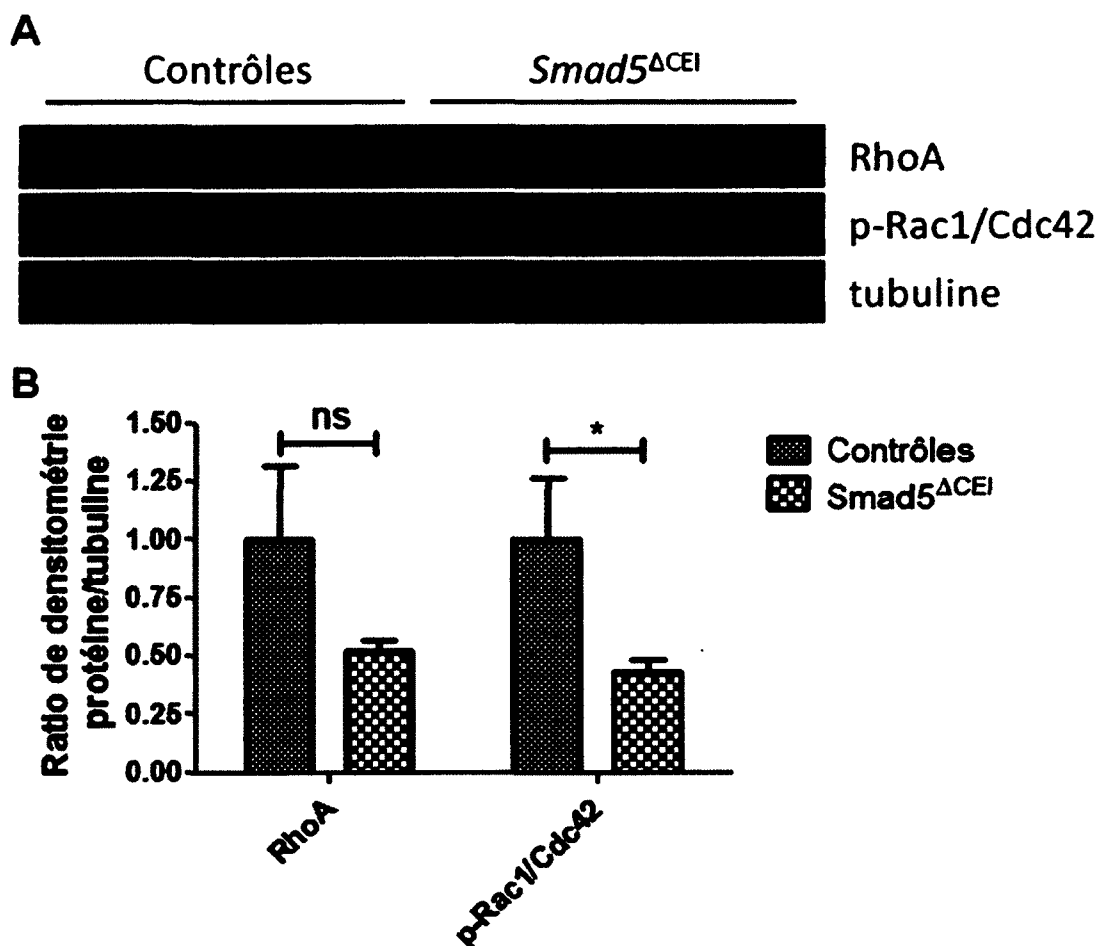 A
Contrôles Smad5ΔCEI
RhoA
p-Rac1/Cdc42
tubuline
B
Ratio de densitométrie
protéine/tubuline
1.50
1.25
1.00
0.75
0.50
0.25
0.00
ns
*
Contrôles
Smad5ΔCEI
RhoA
p-Rac1/Cdc42